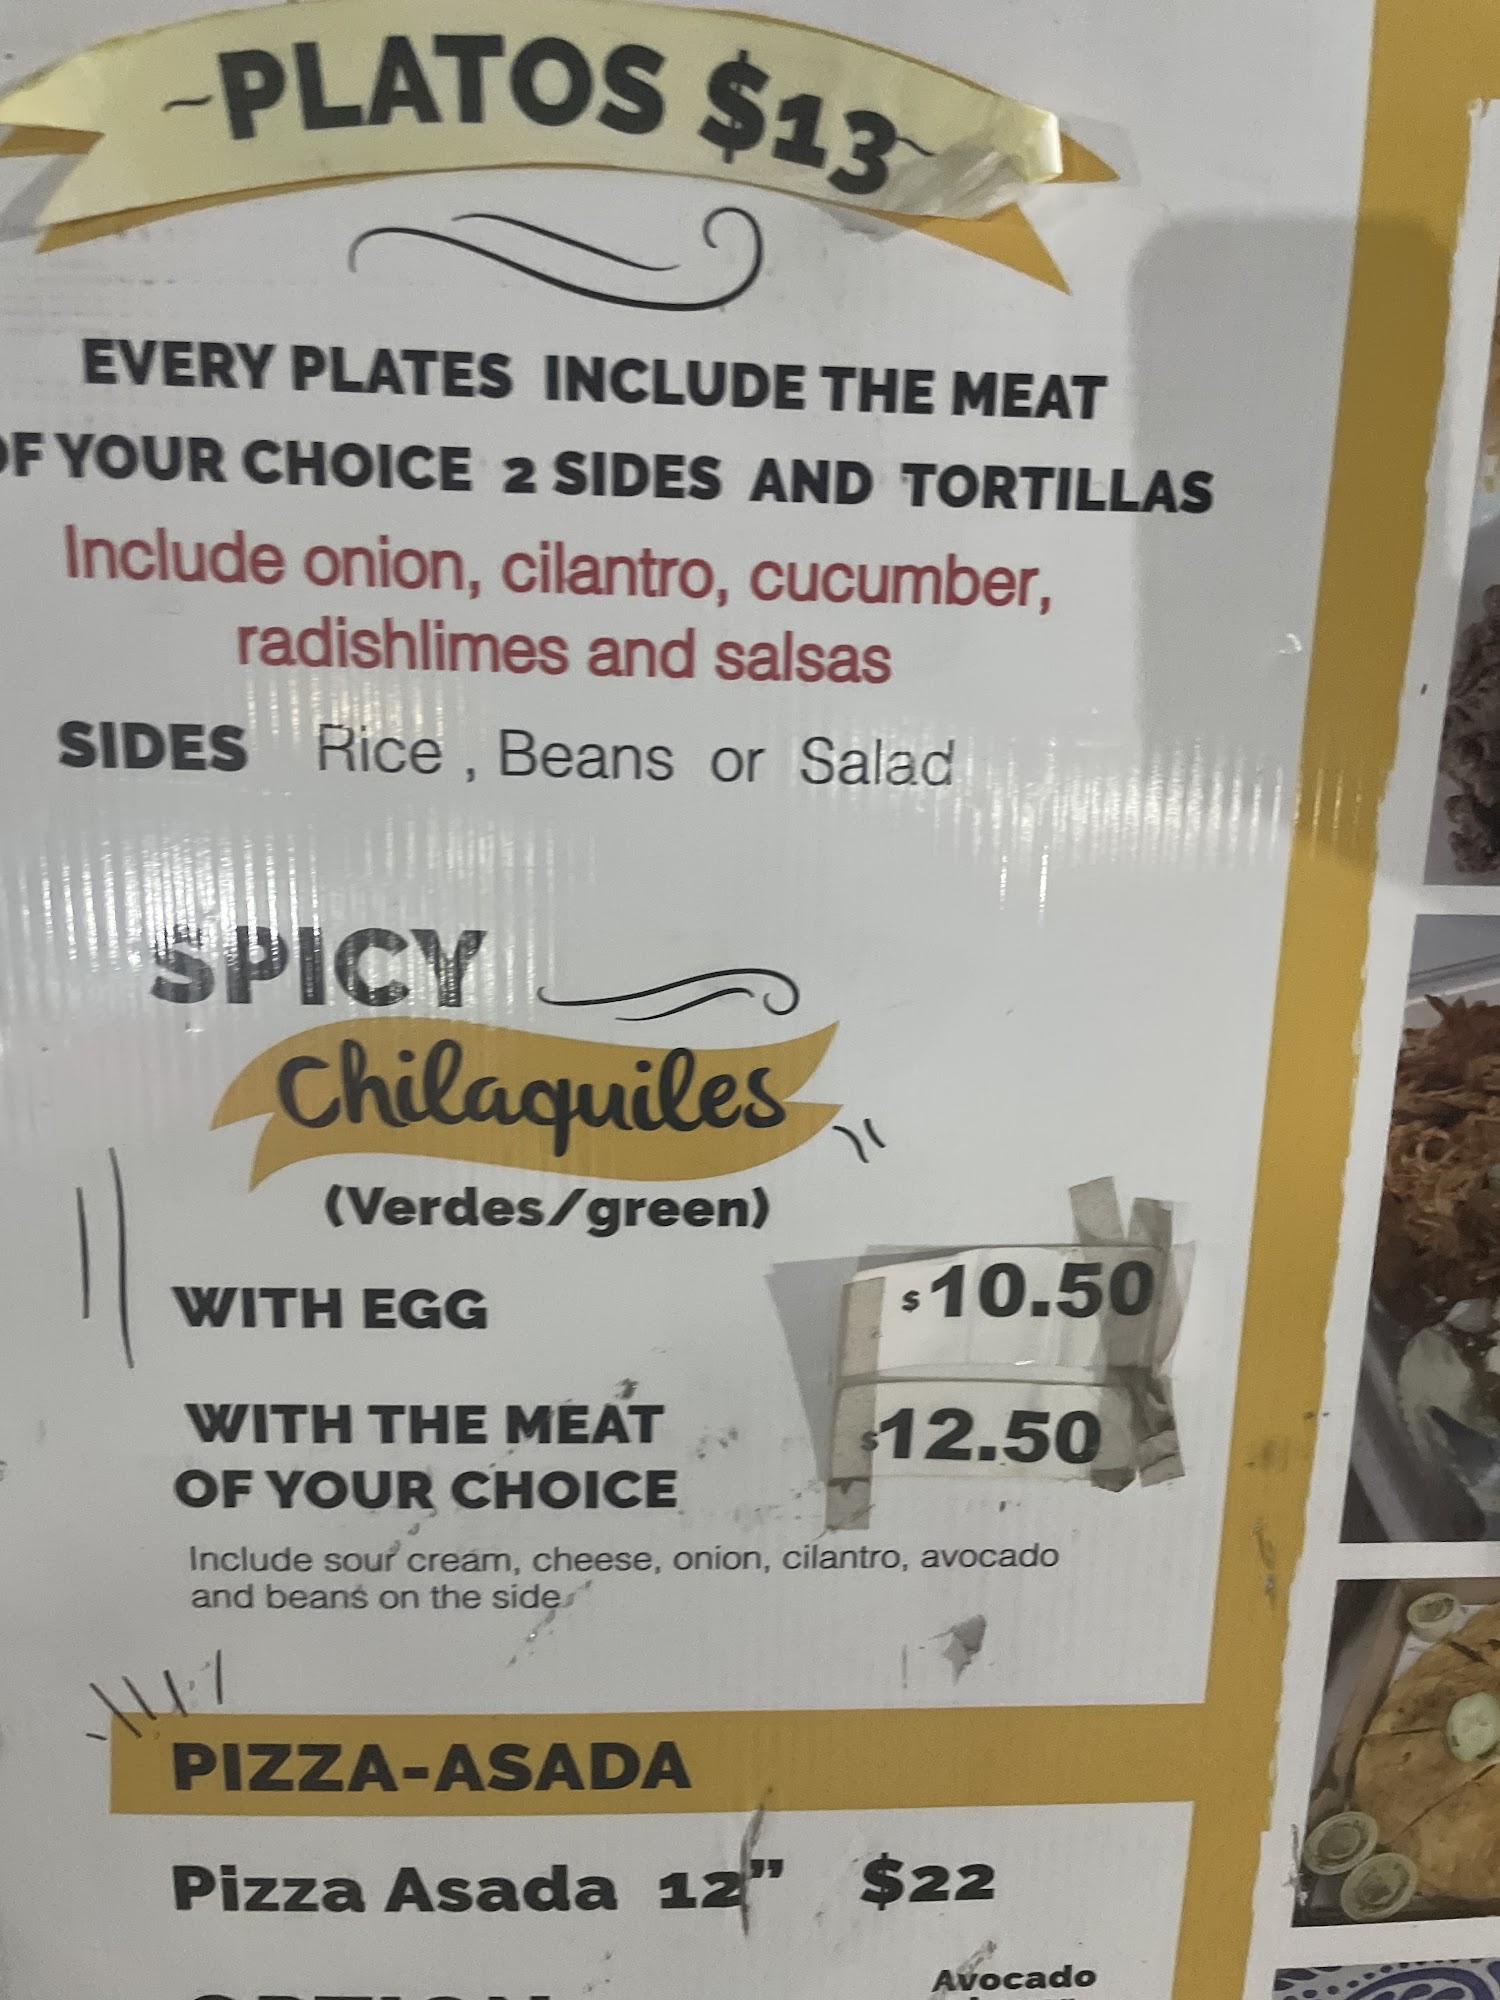 ~PLATOS $13~
EVERY PLATES INCLUDE THE MEAT
OF YOUR CHOICE 2 SIDES AND TORTILLAS
Include onion, cilantro, cucumber,
radishlimes and salsas
SIDES Rice , Beans or Salad
SPICY
Chilaquiles
(Verdes/green)
WITH EGG $10.50
WITH THE MEAT
OF YOUR CHOICE $12.50
Include sour cream, cheese, onion, cilantro, avocado
and beans on the side
PIZZA-ASADA
Pizza Asada 12" $22
Avocado